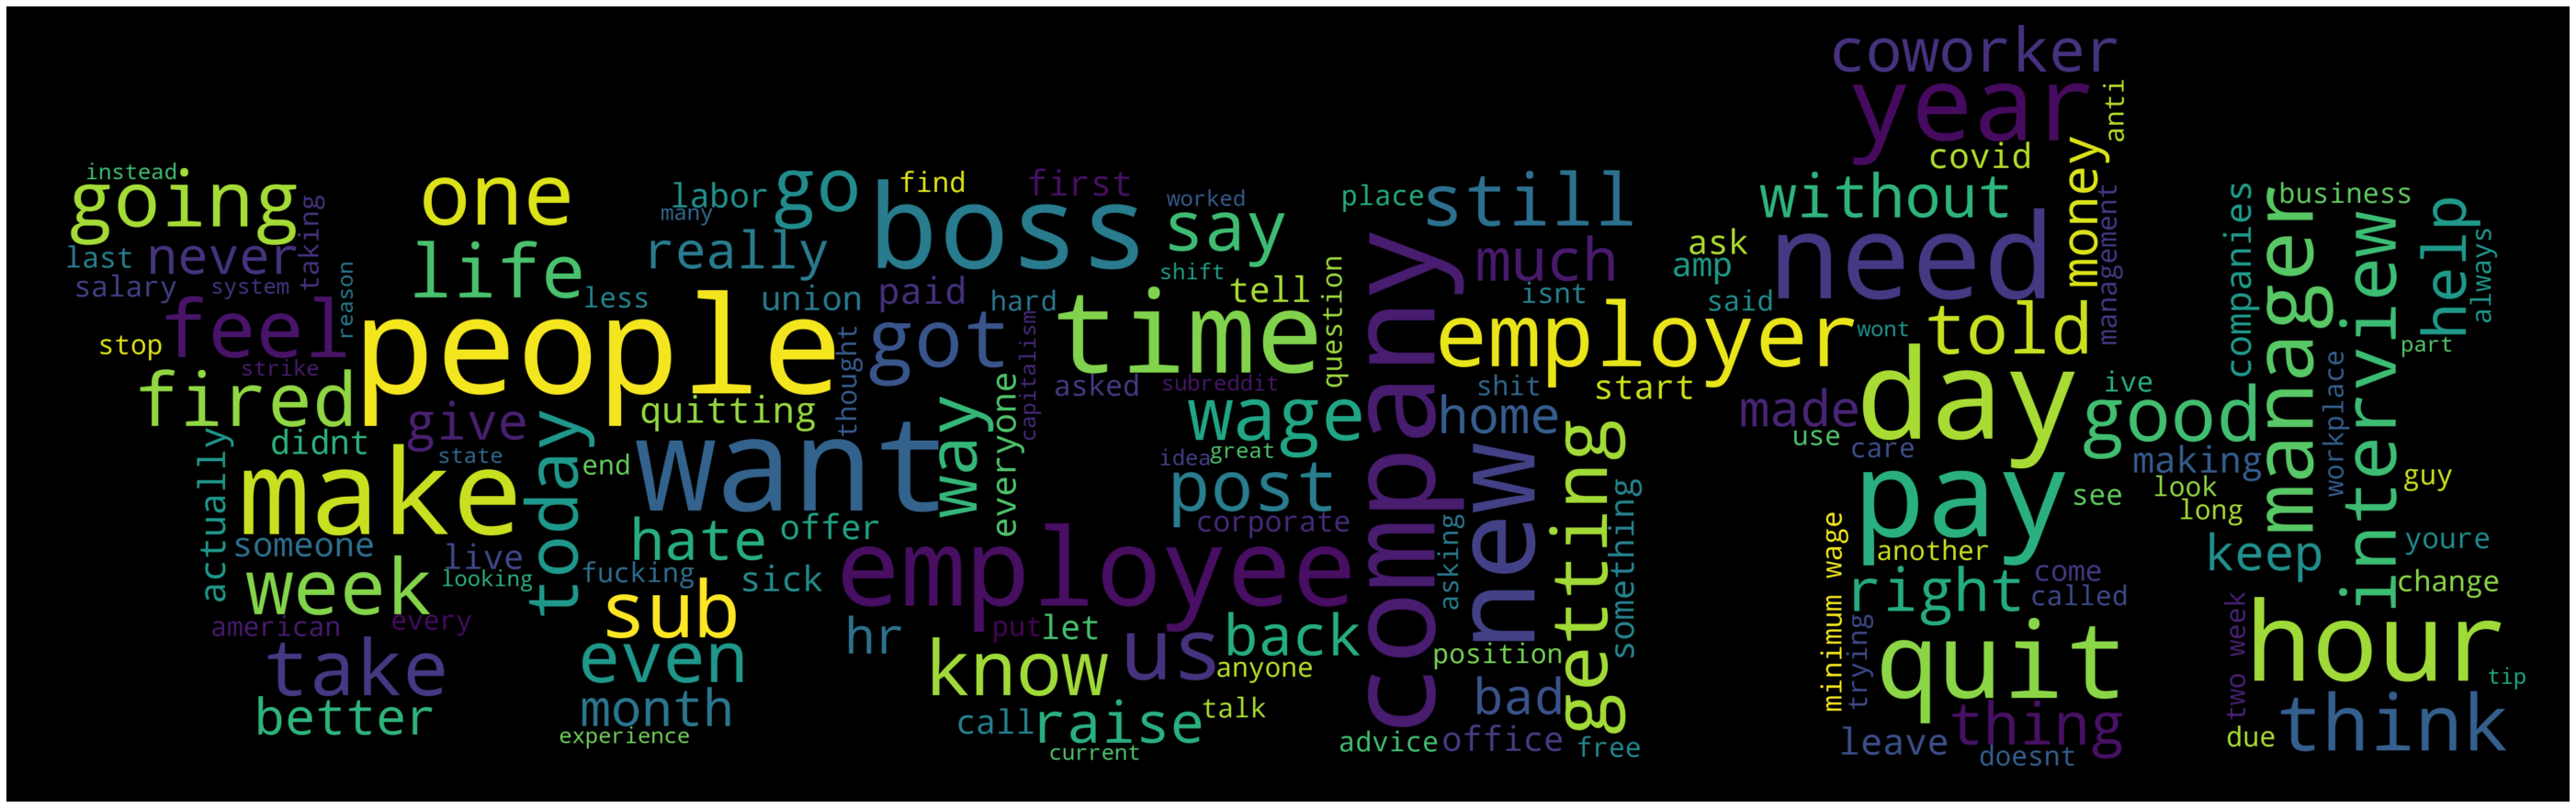 instead
going
last
never
taking
salary
system
reason
feel
stop
strike
fired
one
life
people
give
didnt
state
make
actually
someone
live
looking
week
american
every
take
better
today
end
labor
many
go
really
less
union
quitting
thought
want
hate
offer
fucking
sick
sub
even
month
experience
find
first
boss
paid
hard
got
capitalism
way
everyone
employee
hr
put
let
know
us
back
anyone
call
raise
talk
current
worked
say
shift
tell
question
time
asked
subreddit
wage
idea
great
post
corporate
place
still
much
company
isnt
employer
shit
start
home
new
asking
getting
something
position
bad
advice
office
free
coworker
year
anti
covid
money
without
management
ask
amp
need
said
wont
told
day
made
use
care
ive
good
making
pay
see
another
minimum wage
right
come
called
trying
quit
thing
leave
doesnt
business
companies
manager
interview
help
always
part
workplace
look
guy
long
keep
youre
change
two week
hour
tip
due
think